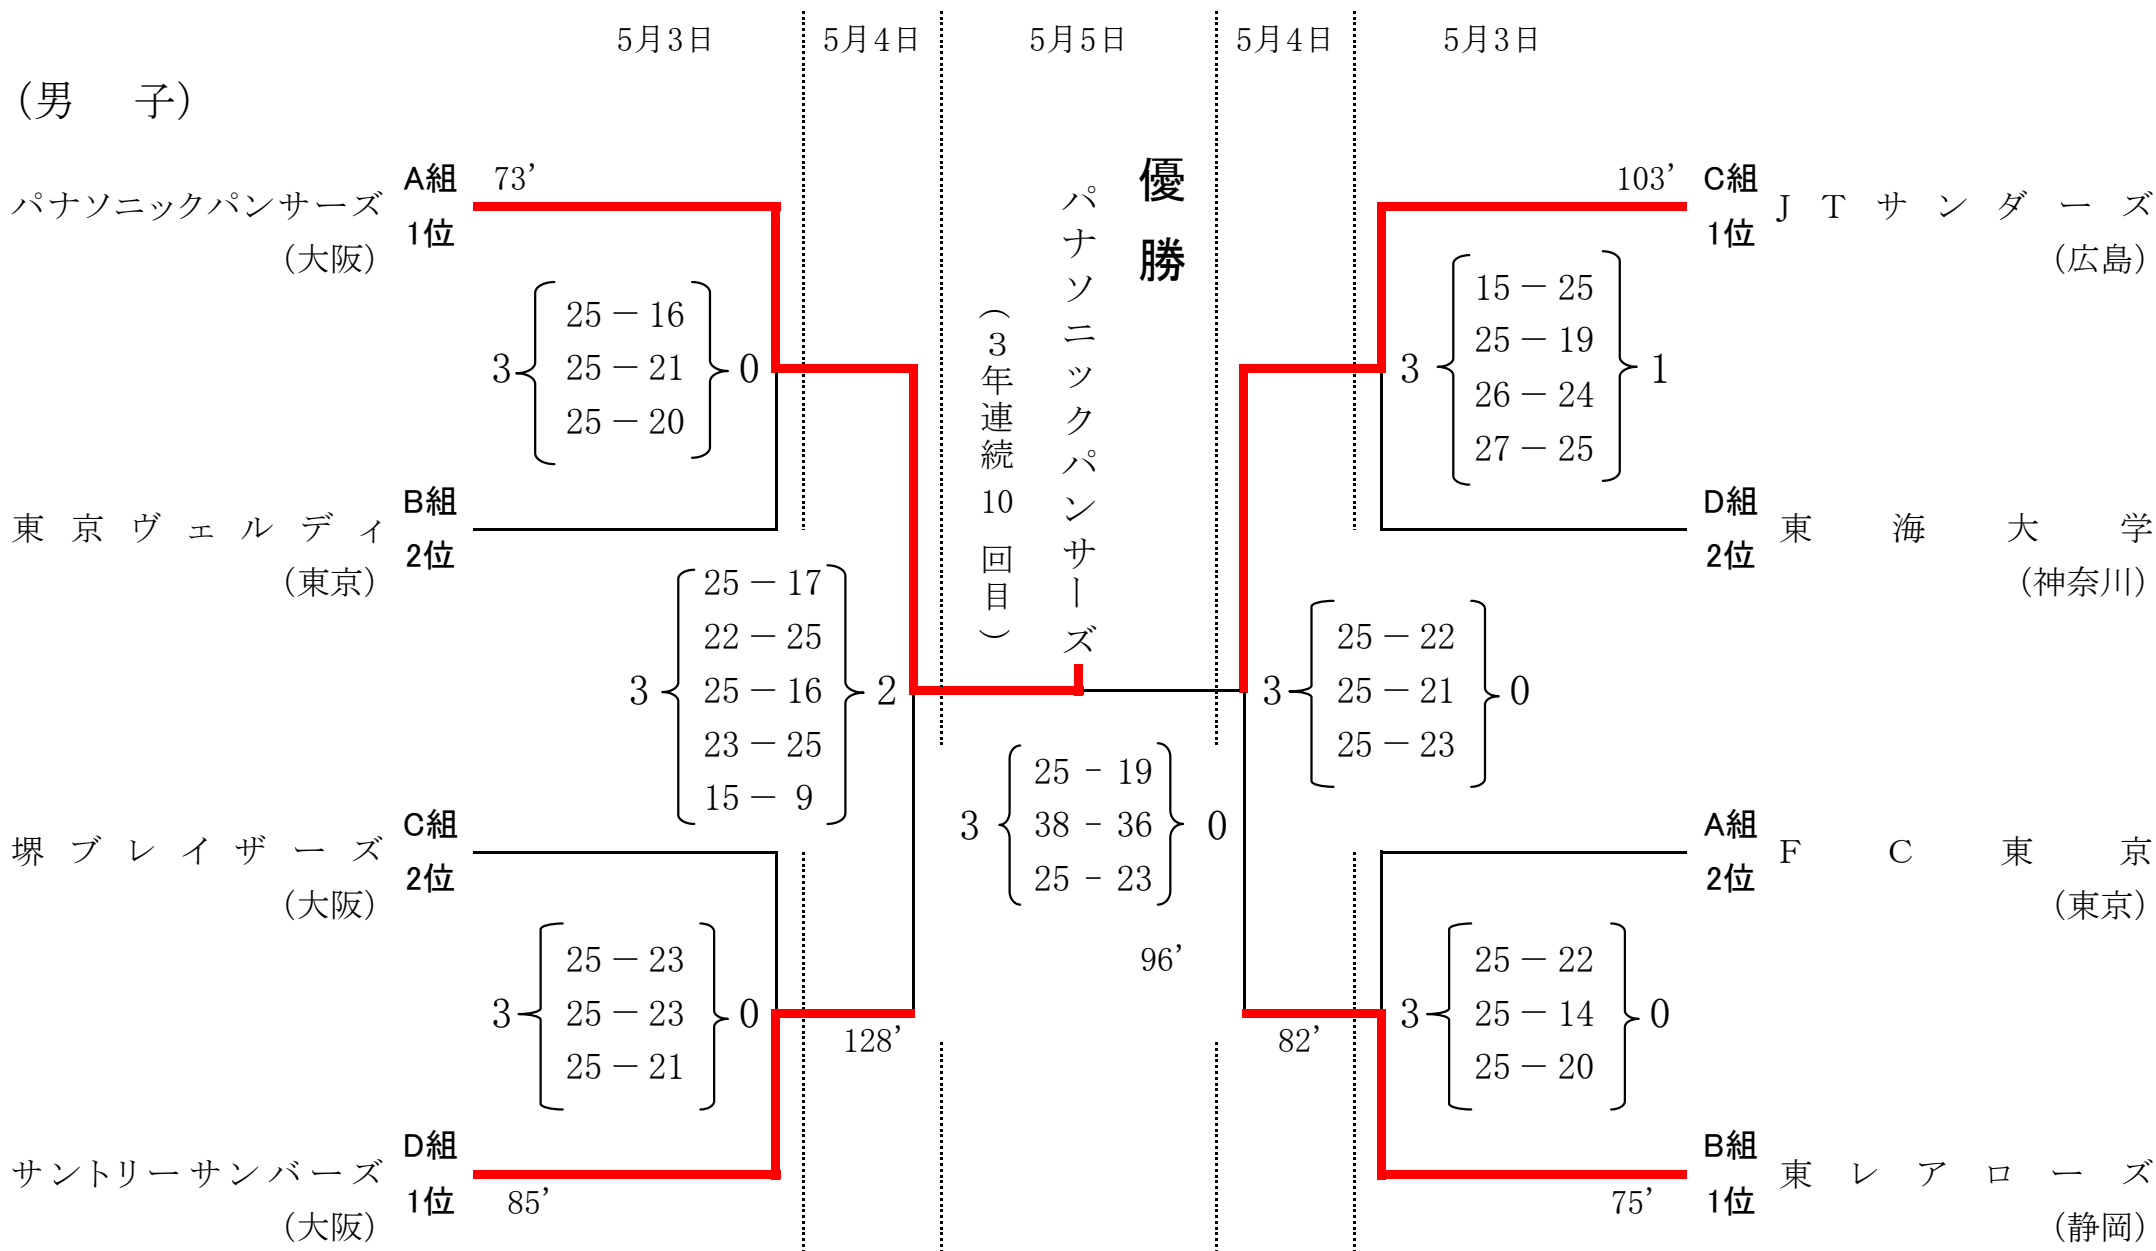 5月3日 5月4日 5月5日 5月4日 5月3日
（男 子）
パナソニックパンサーズ
（大阪）
A組
1位
73’
3
25 － 16
25 － 21
25 － 20
0
東京ヴェルディ
（東京）
B組
2位
3
25 － 17
22 － 25
25 － 16
23 － 25
15 － 9
2
128’
堺ブレイザーズ
（大阪）
C組
2位
3
25 － 23
25 － 23
25 － 21
0
サントリーサンバーズ
（大阪）
D組
1位
85’
優勝
パナソニックパンサーズ
（３年連続 10 回目）
3
25 - 19
38 - 36
25 - 23
0
96’
103’
C組
1位
ＪＴサンダーズ
（広島）
3
15 － 25
25 － 19
26 － 24
27 － 25
1
D組
2位
東海大学
（神奈川）
3
25 － 22
25 － 21
25 － 23
0
82’
A組
2位
ＦＣ東京
（東京）
3
25 － 22
25 － 14
25 － 20
0
B組
1位
75’
東レアローズ
（静岡）